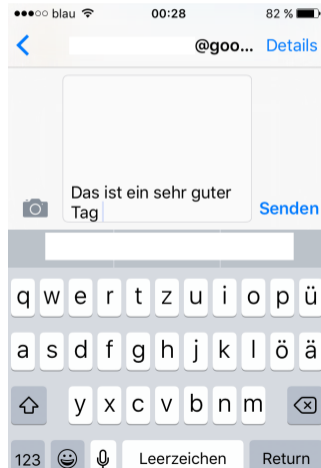 blau 00:28 82 %
@goo... Details
Das ist ein sehr guter
Tag
Senden
q w e r t z u i o p ü
a s d f g h j k l ö ä
y x c v b n m
123 Leerzeichen Return